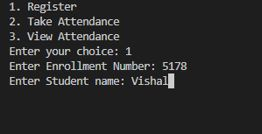 1. Register
2. Take Attendance
3. View Attendance
Enter your choice: 1
Enter Enrollment Number: 5178
Enter Student name: Vishal